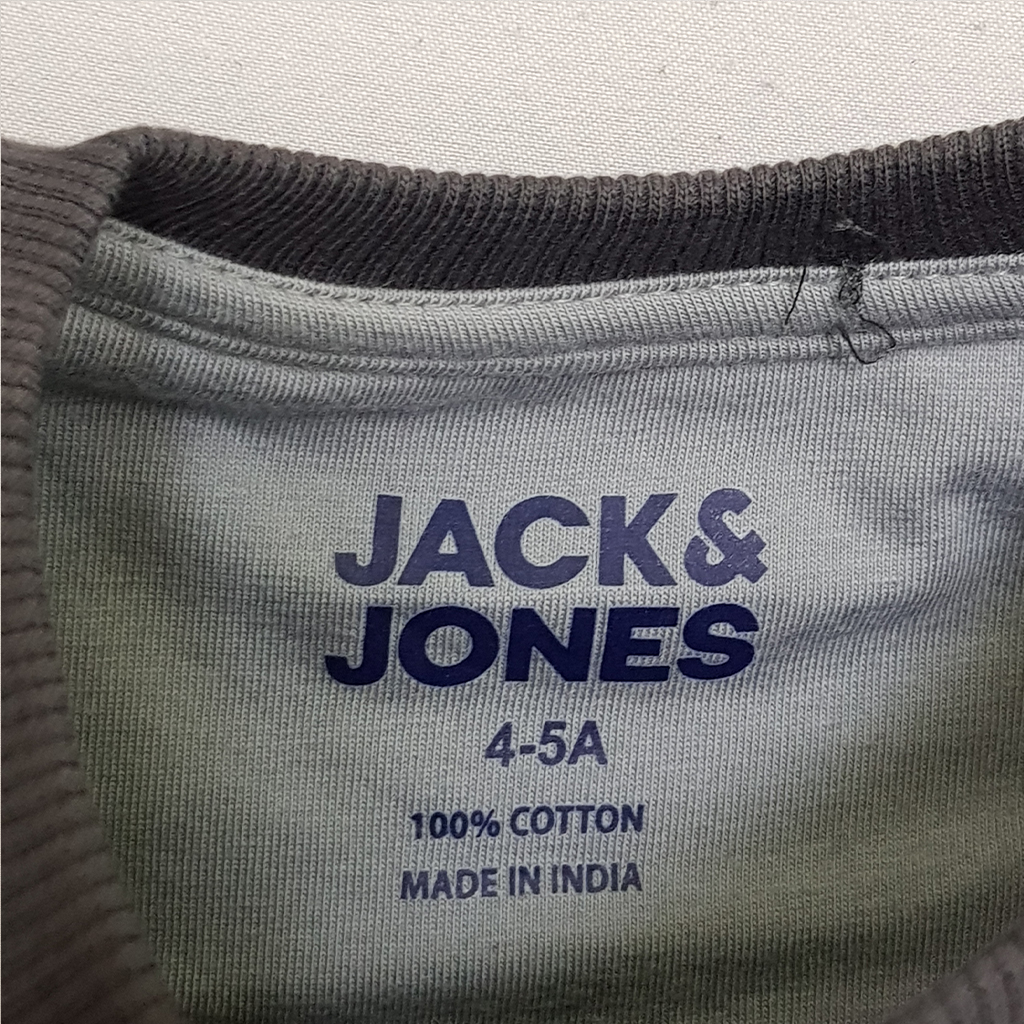 JACK &
JONES
4-5A
100% COTTON
MADE IN INDIA